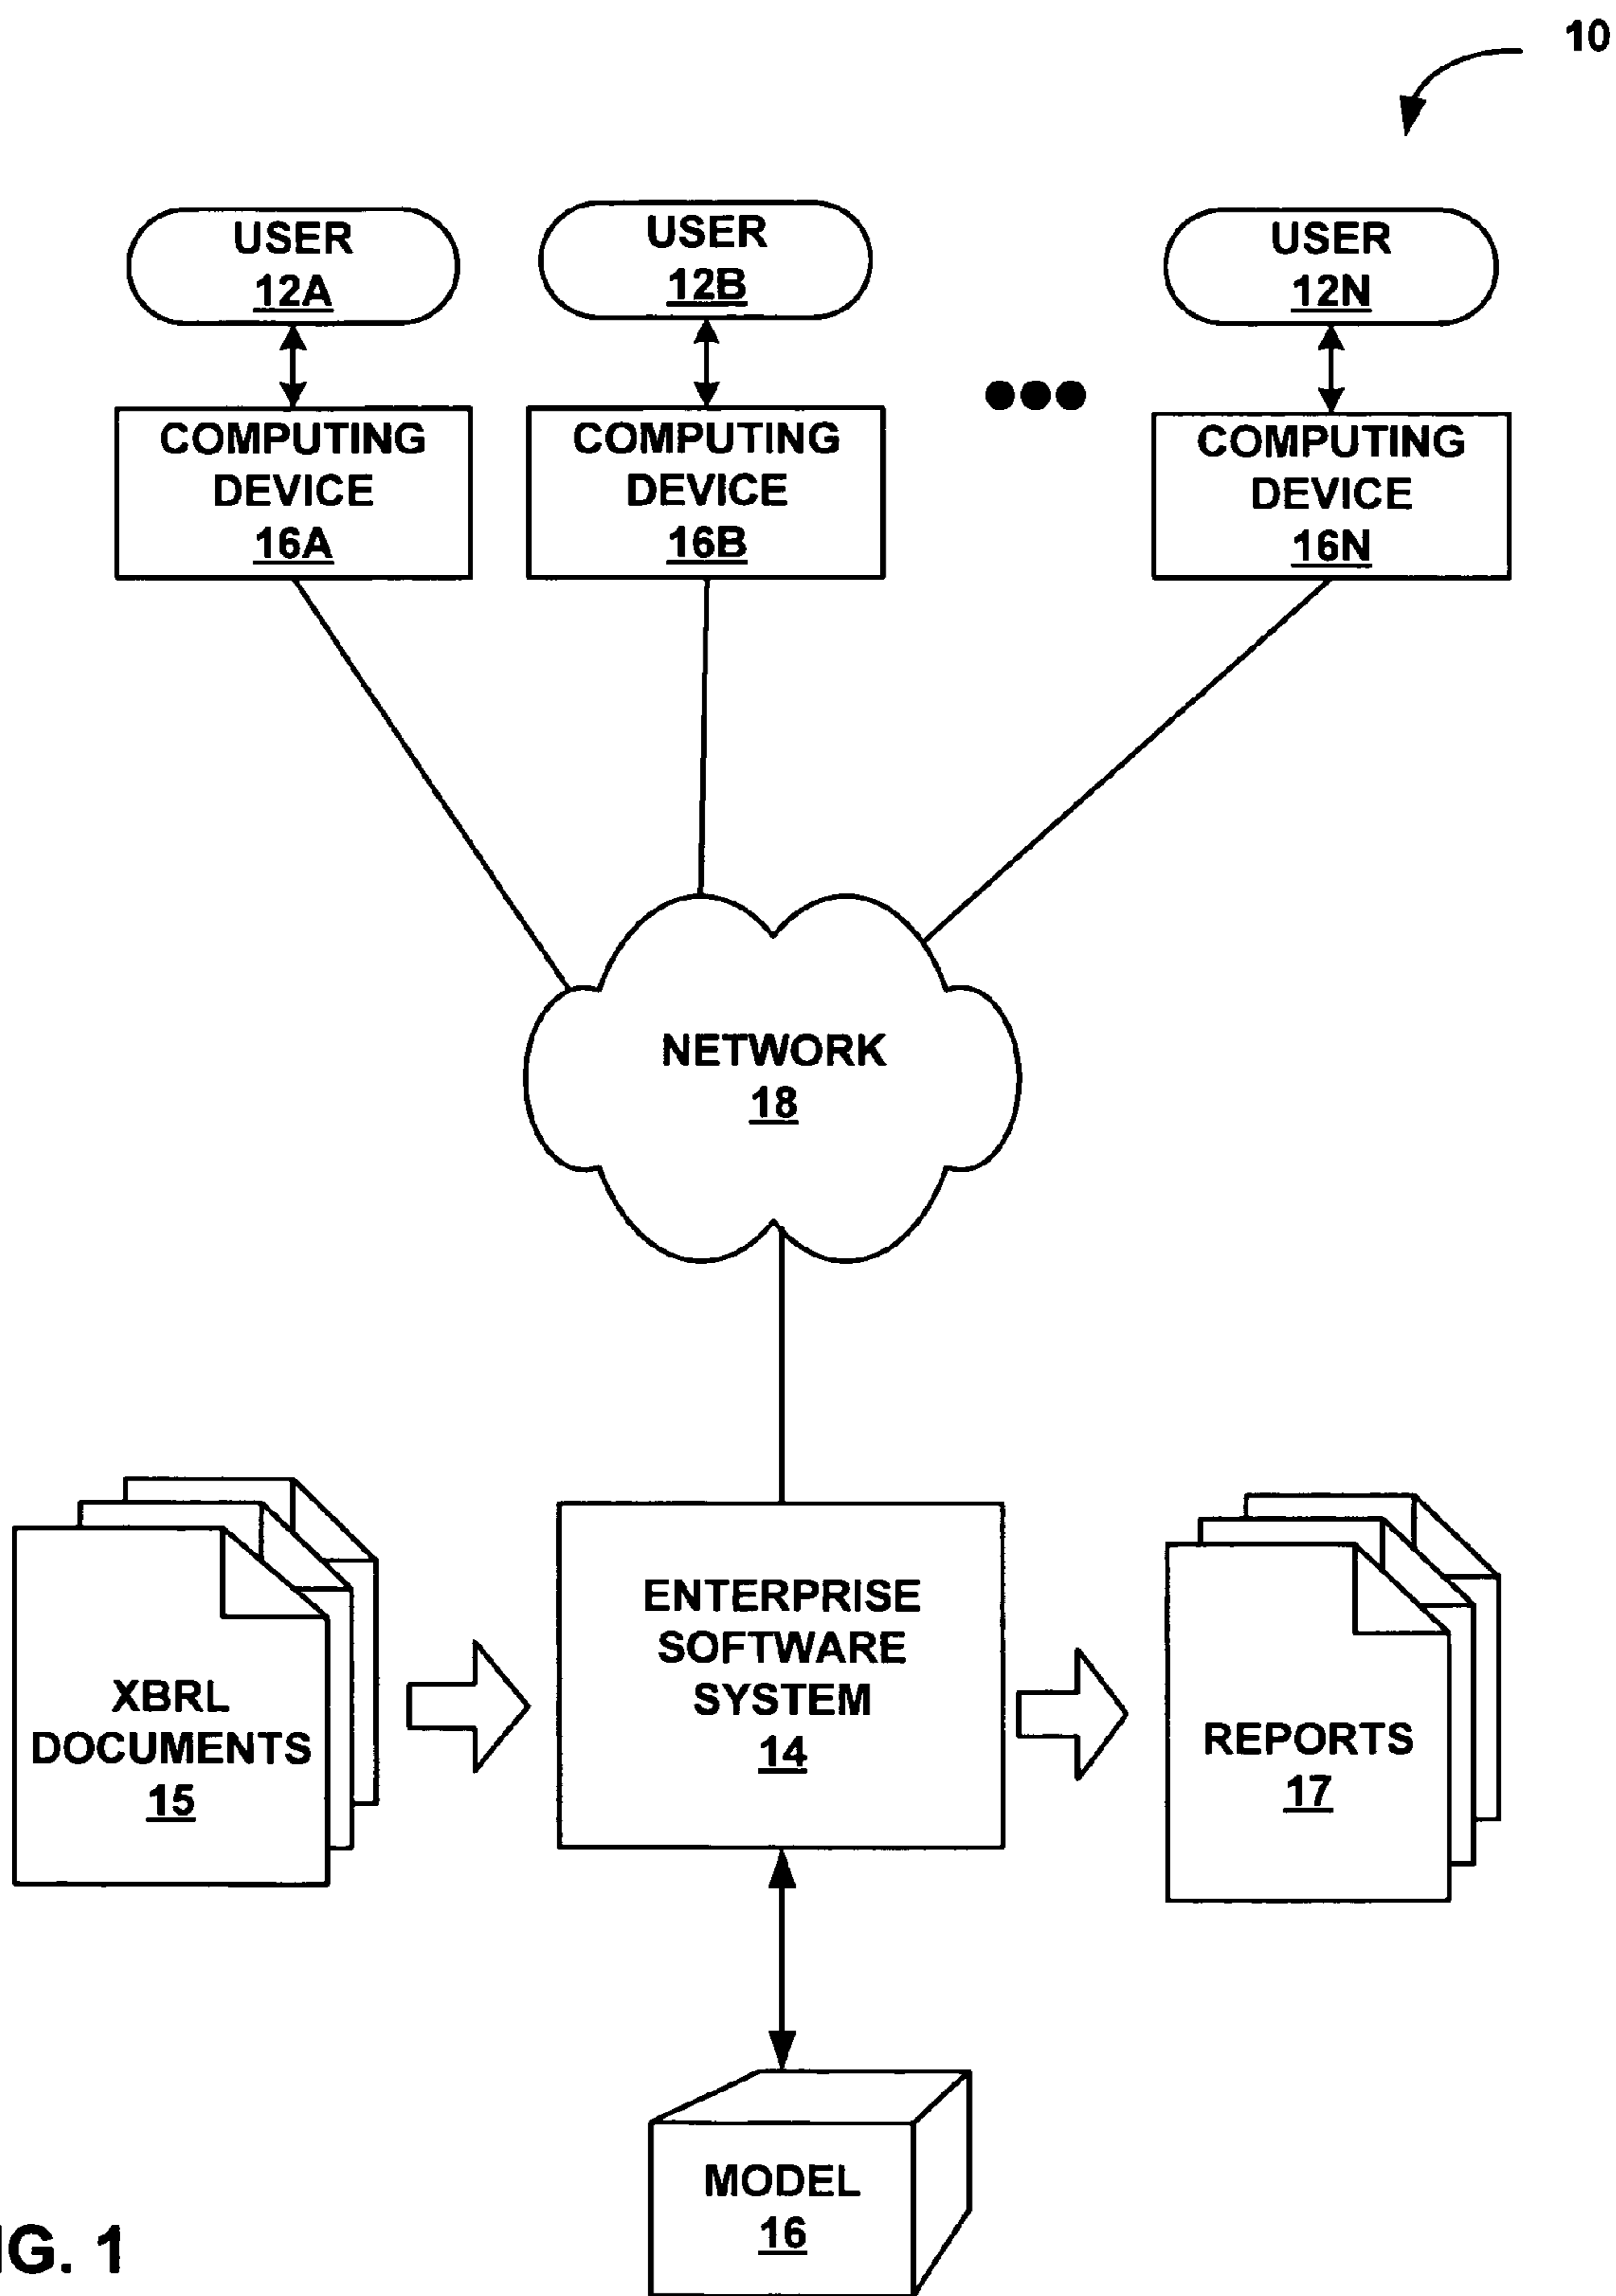 10
USER
12A
USER
12B
USER
12N
COMPUTING
DEVICE
16A
COMPUTING
DEVICE
16B
COMPUTING
DEVICE
16N
NETWORK
18
XBRL
DOCUMENTS
15
ENTERPRISE
SOFTWARE
SYSTEM
14
REPORTS
17
MODEL
16
IG. 1